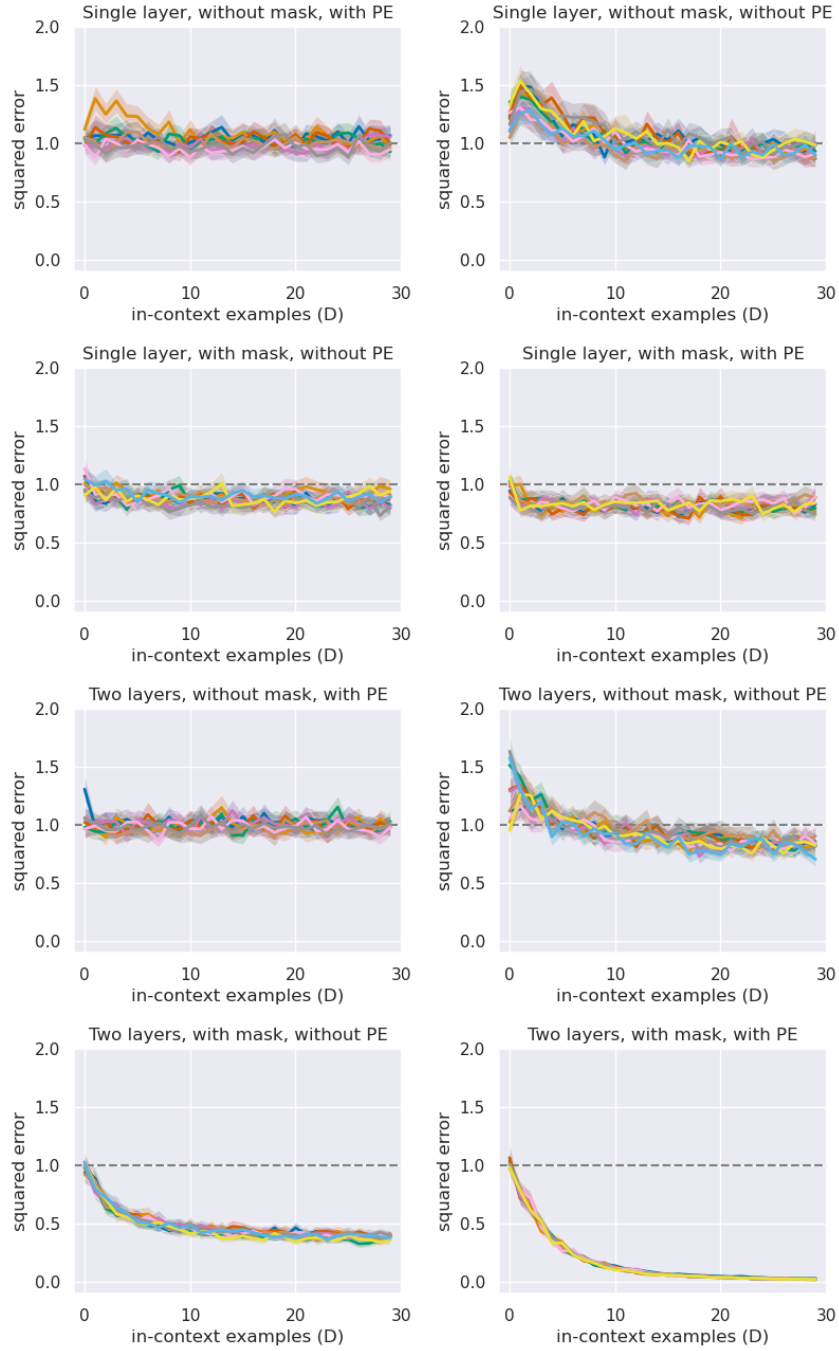 Single layer, without mask, with PE
2.0
1.5
1.0
0.5
0.0
squared error
0
20
30
in-context examples (D)
Single layer, without mask, without PE
2.0
1.5
1.0
0.5
0.0
squared error
0
10
20
30
in-context examples (D)
Single layer, with mask, without PE
2.0
1.5
1.0
0.5
0.0
squared error
0
20
30
in-context examples (D)
Single layer, with mask, with PE
2.0
1.5
1.0
0.5
0.0
squared error
0
10
20
30
in-context examples (D)
Two layers, without mask, with PE
2.0
1.5
1.0
0.5
0.0
squared error
0
20
30
in-context examples (D)
Two layers, without mask, without PE
2.0
1.5
1.0
0.5
0.0
squared error
0
10
20
30
in-context examples (D)
Two layers, with mask, without PE
2.0
1.5
1.0
0.5
0.0
squared error
0
20
30
in-context examples (D)
Two layers, with mask, with PE
2.0
1.5
1.0
0.5
0.0
squared error
0
10
20
30
in-context examples (D)